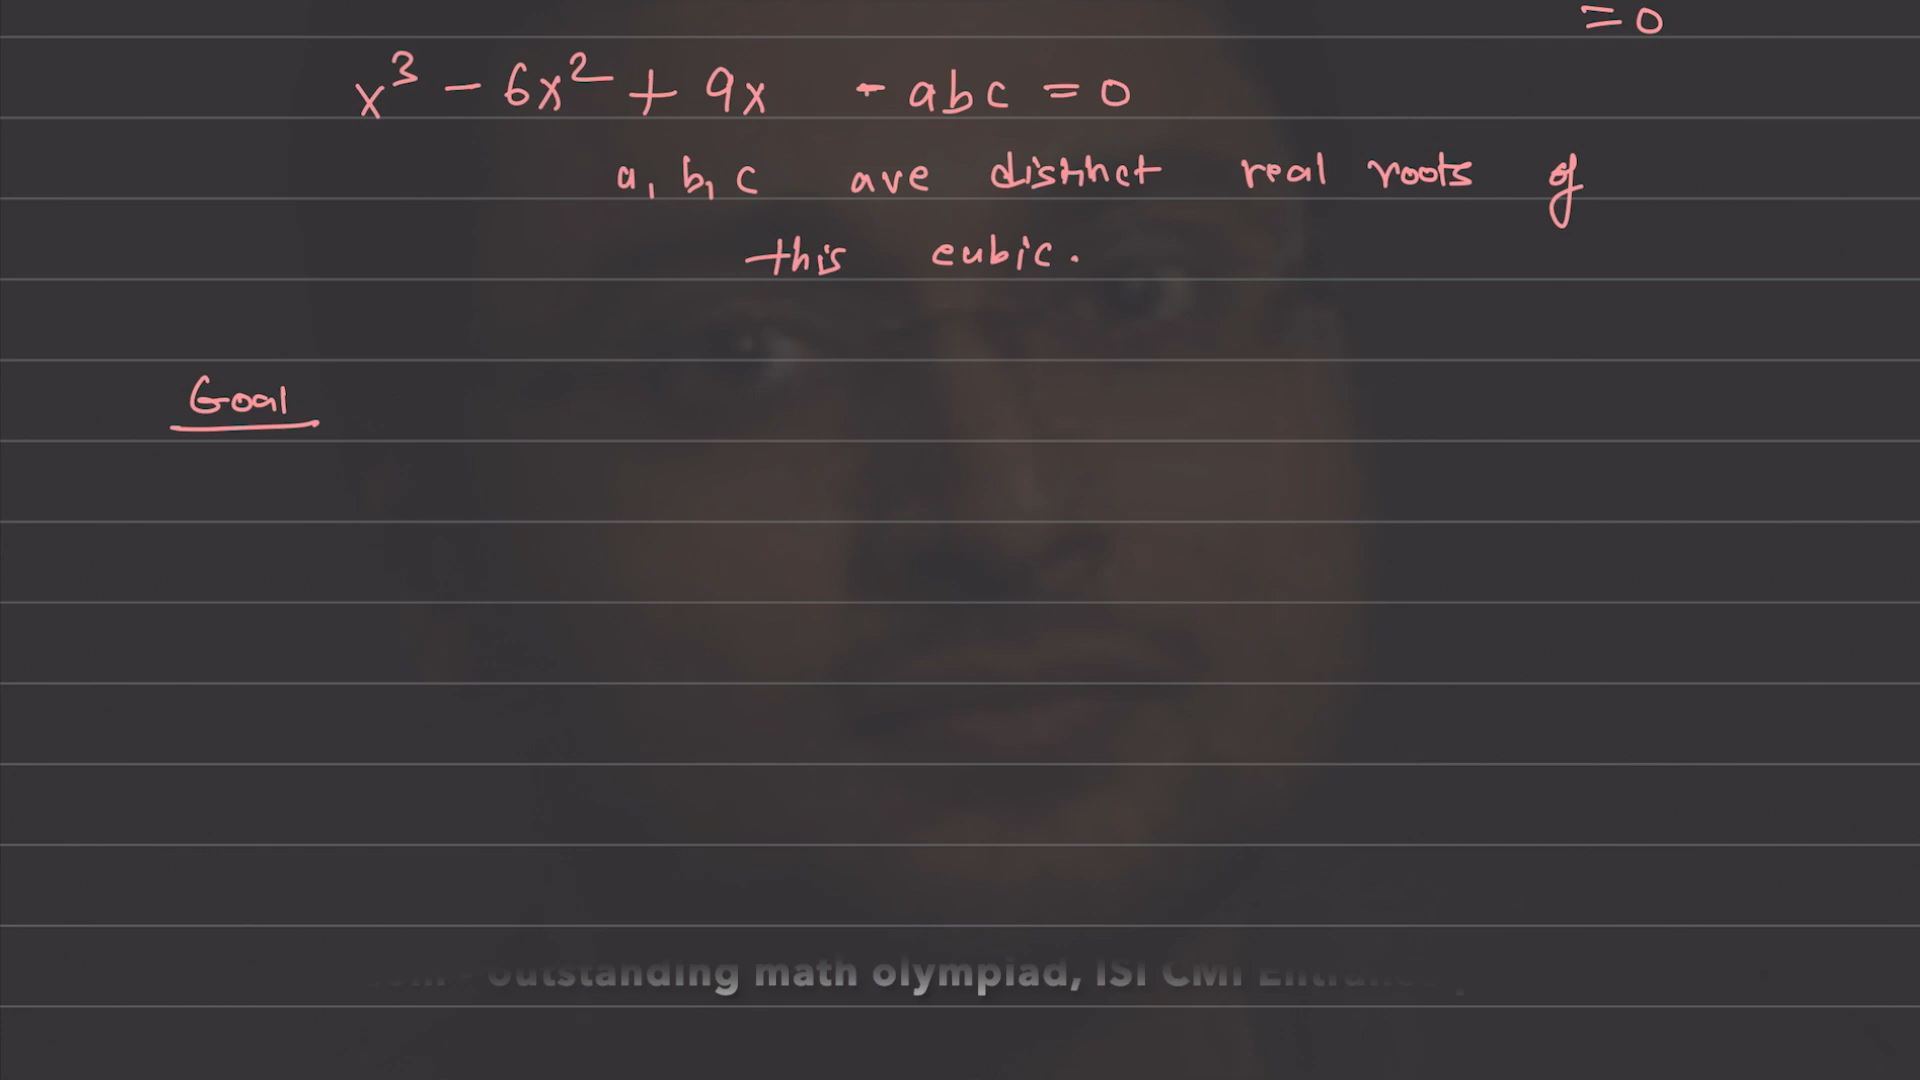 = 0
x³ - 6x² + 9x - abc = 0
a, b, c are distinct real roots of
this cubic.
Goal
outstanding math olympiad, ISI CMI